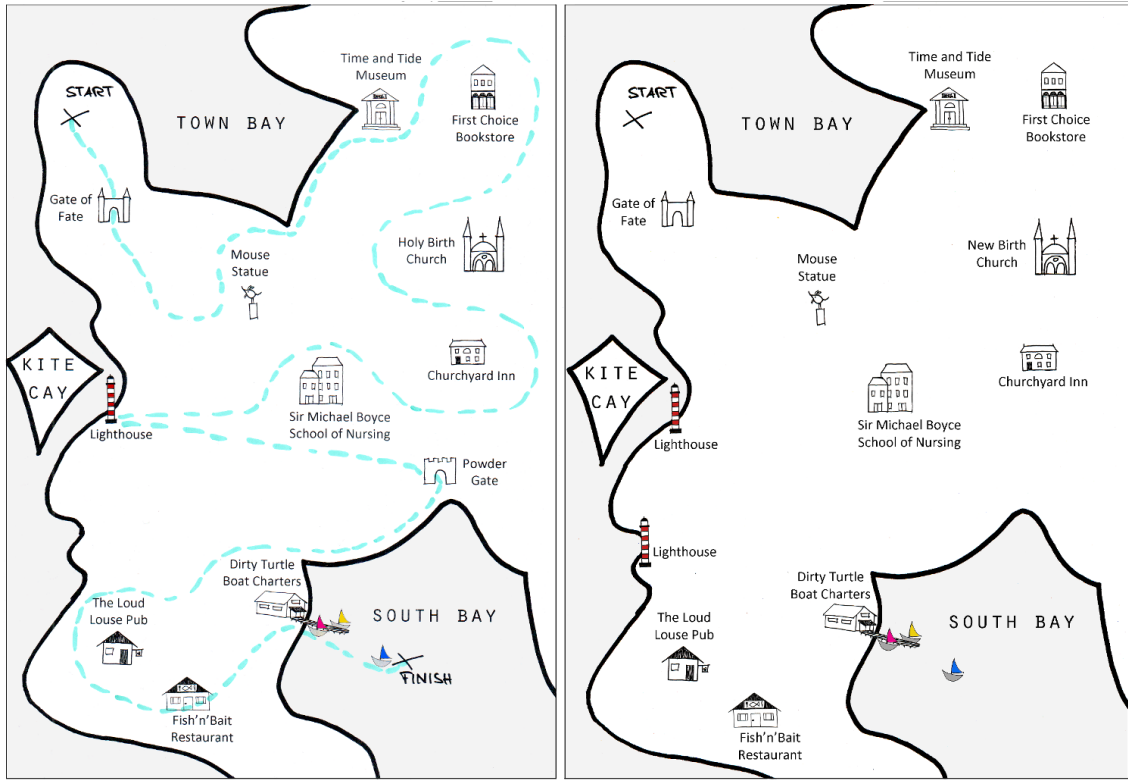 START
TOWN BAY
Time and Tide
Museum
First Choice
Bookstore
Gate of
Fate
Mouse
Statue
Holy Birth
Church
KITE
CAY
Lighthouse
Churchyard Inn
Sir Michael Boyce
School of Nursing
Powder
Gate
Dirty Turtle
Boat Charters
The Loud
Louse Pub
SOUTH BAY
FINISH
Fish'n'Bait
Restaurant
START
TOWN BAY
Time and Tide
Museum
First Choice
Bookstore
Gate of
Fate
Mouse
Statue
New Birth
Church
KITE
CAY
Lighthouse
Churchyard Inn
Sir Michael Boyce
School of Nursing
Lighthouse
Dirty Turtle
Boat Charters
The Loud
Louse Pub
SOUTH BAY
Fish'n'Bait
Restaurant